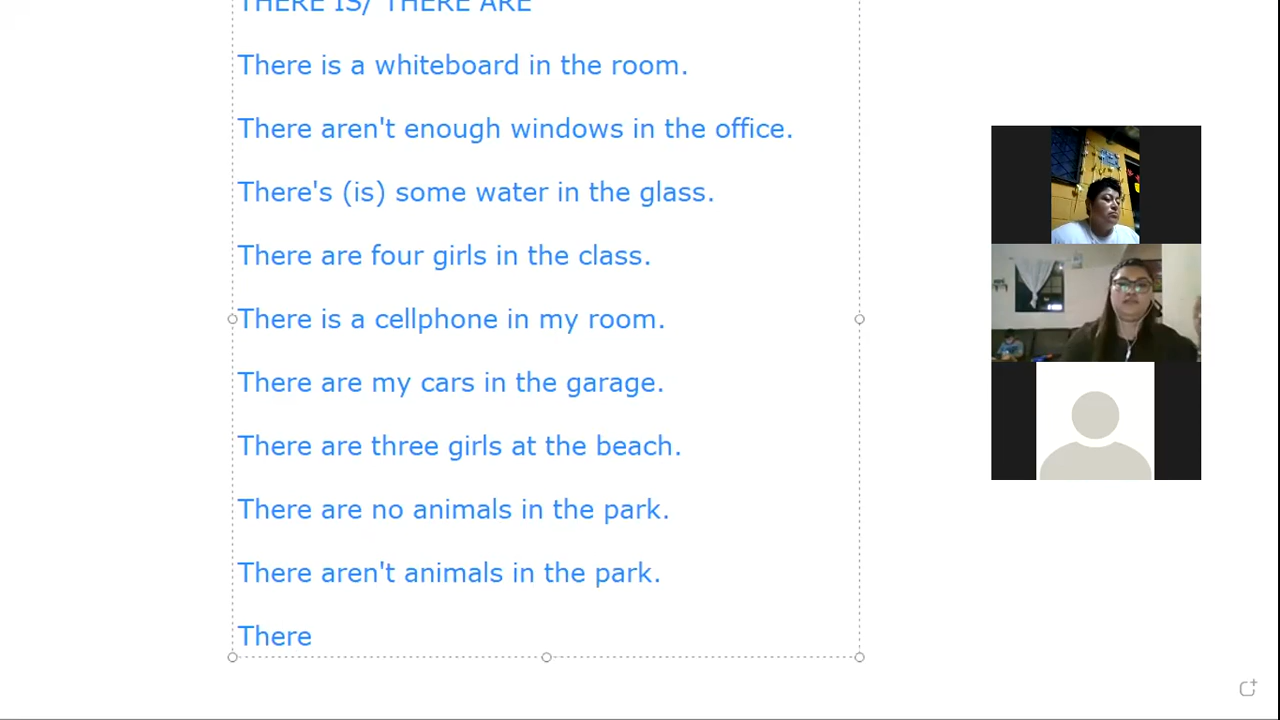 THERE IS/ THERE ARE
There is a whiteboard in the room.
There aren't enough windows in the office.
There's (is) some water in the glass.
There are four girls in the class.
There is a cellphone in my room.
There are my cars in the garage.
There are three girls at the beach.
There are no animals in the park.
There aren't animals in the park.
There